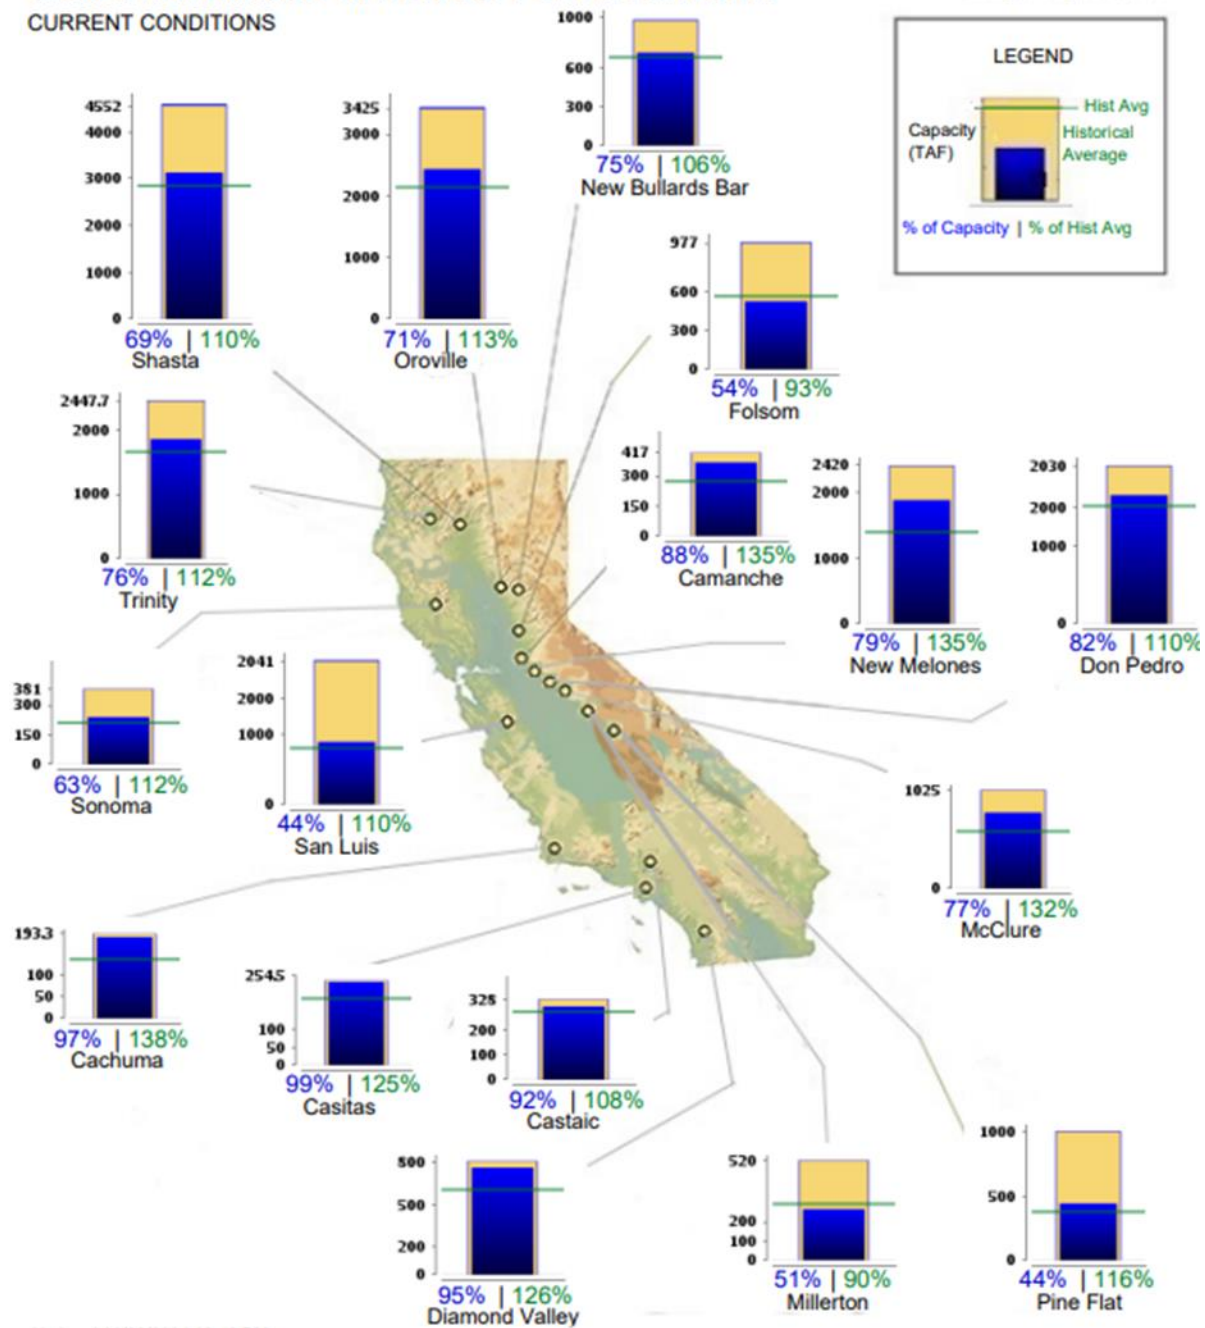 CURRENT CONDITIONS
1000
600
300
0
75% | 106%
New Bullards Bar
LEGEND
Hist Avg
Capacity
(TAF)
Historical
Average
% of Capacity | % of Hist Avg
4552
4000
3000
2000
1000
0
69% | 110%
Shasta
3425
3000
2000
1000
0
71% | 113%
Oroville
977
600
300
0
54% | 93%
Folsom
2447.7
2000
1000
0
76% | 112%
Trinity
417
300
150
0
88% | 135%
Camanche
2420
2000
1000
0
79% | 135%
New Melones
2030
2000
1000
0
82% | 110%
Don Pedro
381
300
150
0
63% | 112%
Sonoma
2041
2000
1000
0
44% | 110%
San Luis
1025
0
77% | 132%
McClure
193.3
100
50
0
97% | 138%
Cachuma
254.5
100
50
0
99% | 125%
Casitas
325
200
100
0
92% | 108%
Castaic
800
500
200
0
95% | 126%
Diamond Valley
520
200
100
0
51% | 90%
Millerton
1000
500
0
44% | 116%
Pine Flat